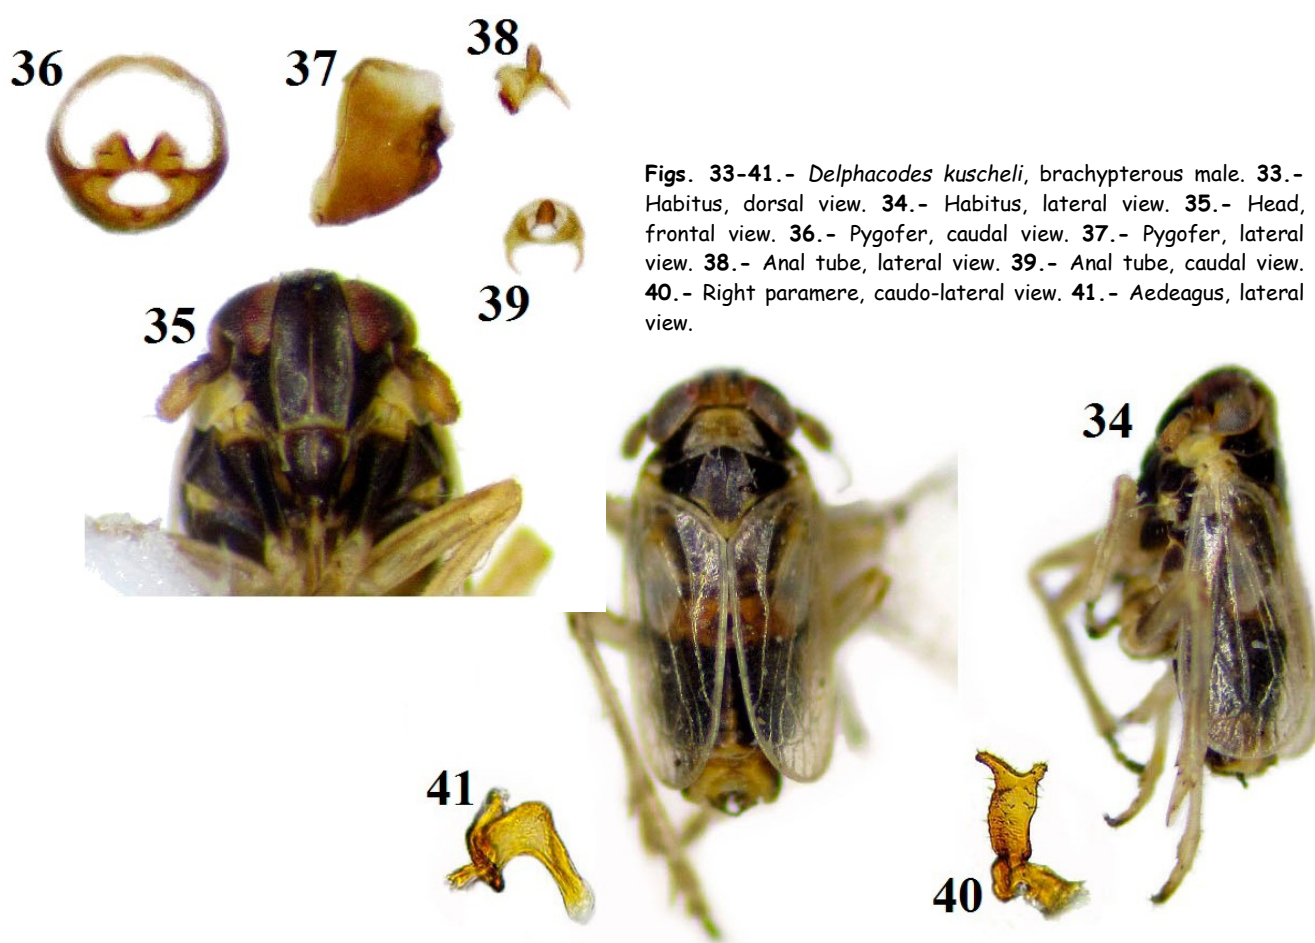 36
37
38
39
35
Figs. 33-41.- Delphacodes kuscheli, brachypterous male. 33.-
Habitus, dorsal view. 34.- Habitus, lateral view. 35.- Head,
frontal view. 36.- Pygofer, caudal view. 37.- Pygofer, lateral
view. 38.- Anal tube, lateral view. 39.- Anal tube, caudal view.
40.- Right paramere, caudo-lateral view. 41.- Aedeagus, lateral
view.
34
41
40